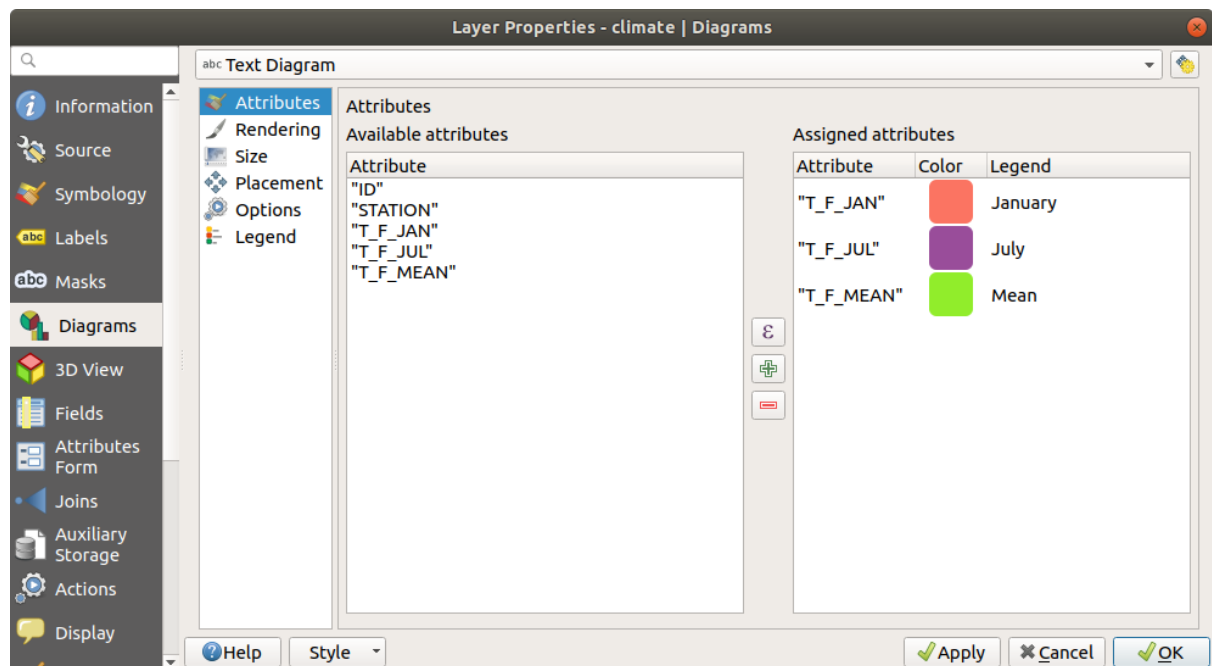 Layer Properties - climate | Diagrams
abc Text Diagram
Information
Source
Symbology
abc Labels
abc Masks
Diagrams
3D View
Fields
Attributes
Form
Joins
Auxiliary
Storage
Actions
Display
Attributes
Rendering
Size
Placement
Options
Legend
Attributes
Available attributes
Attribute
"ID"
"STATION"
"T_F_JAN"
"T_F_JUL"
"T_F_MEAN"
ε
Assigned attributes
Attribute Color Legend
"T_F_JAN" January
"T_F_JUL" July
"T_F_MEAN" Mean
Help Style Apply Cancel OK